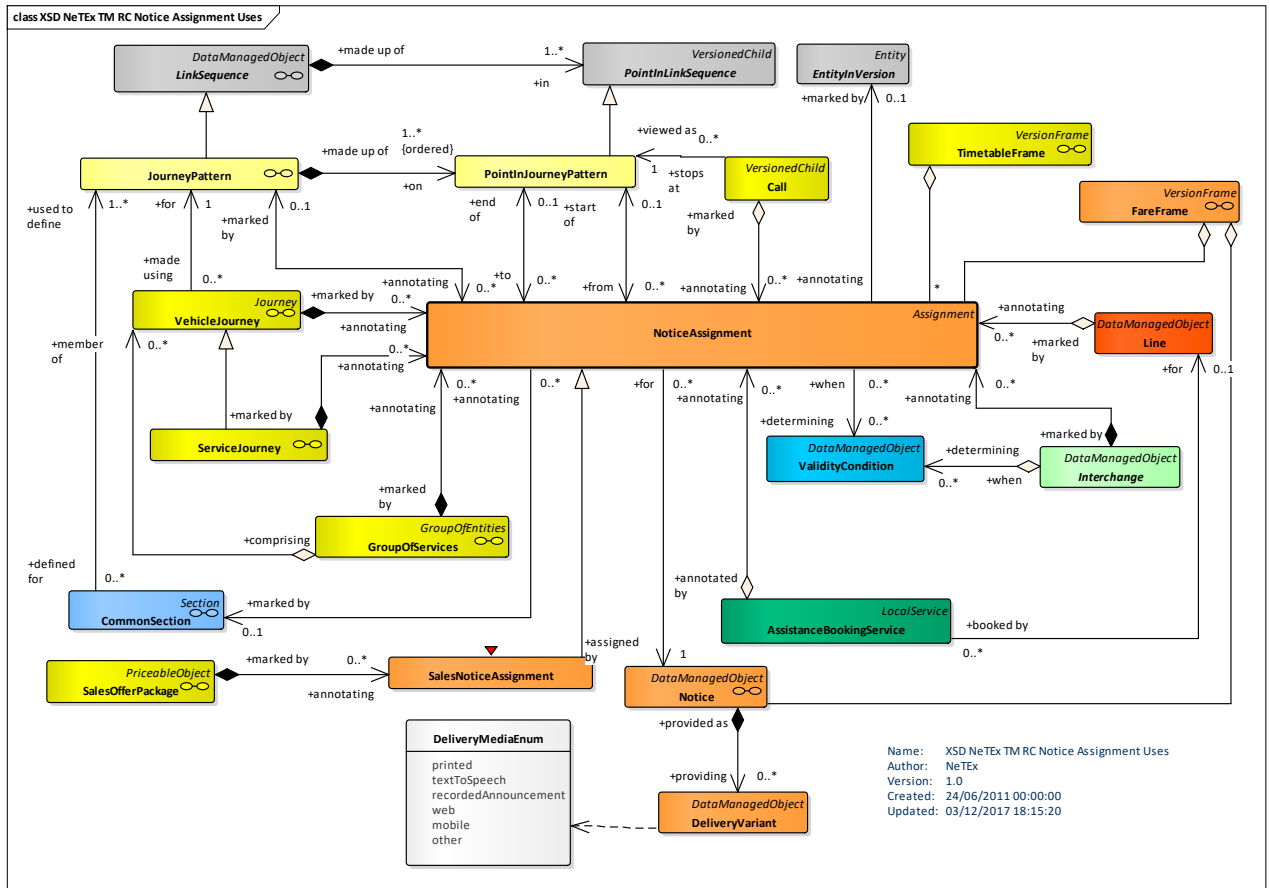 class XSD NeTEx TM RC Notice Assignment Uses
DataManagedObject
LinkSequence
+made up of
1..*
+in
VersionedChild
PointInLinkSequence
Entity
EntityInVersion
+marked by
0..1
VersionFrame
TimetableFrame
VersionFrame
FareFrame
JourneyPattern
+made up of
1..*
{ordered}
+on
PointInJourneyPattern
+viewed as
0..*
1
+stops
at
VersionedChild
Call
+used to
define
1..*
+for
1
+marked
by
0..1
+end
of
0..1
+start
of
0..1
+marked
by
+made
using
0..*
+annotating
0..*
+to
0..*
+from
0..*
+annotating
0..*
+annotating
*
Journey
VehicleJourney
+marked by
0..*
+annotating
Assignment
NoticeAssignment
+annotating
0..*
+marked
by
DataManagedObject
Line
+for
0..1
+member
of
0..*
0..*
+annotating
+marked by
ServiceJourney
0..*
+annotating
+annotating
0..*
0..*
+for
0..*
+annotating
0..*
+when
0..*
+annotating
0..*
+determining
0..*
DataManagedObject
ValidityCondition
+determining
0..*
+when
+marked by
DataManagedObject
Interchange
+marked
by
GroupOfEntities
GroupOfServices
+comprising
+defined
for
0..*
Section
CommonSection
+marked by
0..1
+annotated
by
LocalService
AssistanceBookingService
+booked by
0..*
PriceableObject
SalesOfferPackage
+marked by
0..*
+annotating
SalesNoticeAssignment
+assigned
by
1
DataManagedObject
Notice
+provided as
+providing
0..*
DataManagedObject
DeliveryVariant
DeliveryMediaEnum
printed
textToSpeech
recordedAnnouncement
web
mobile
other
Name: XSD NeTEx TM RC Notice Assignment Uses
Author: NeTEx
Version: 1.0
Created: 24/06/2011 00:00:00
Updated: 03/12/2017 18:15:20